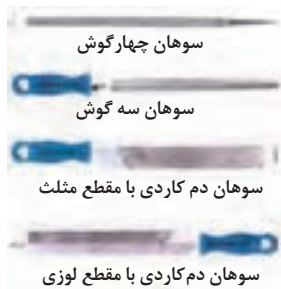 سوهان چهارگوش
سوهان سه گوش
سوهان دم کاردی با مقطع مثلث
سوهان دم‌کاردی با مقطع لوزی